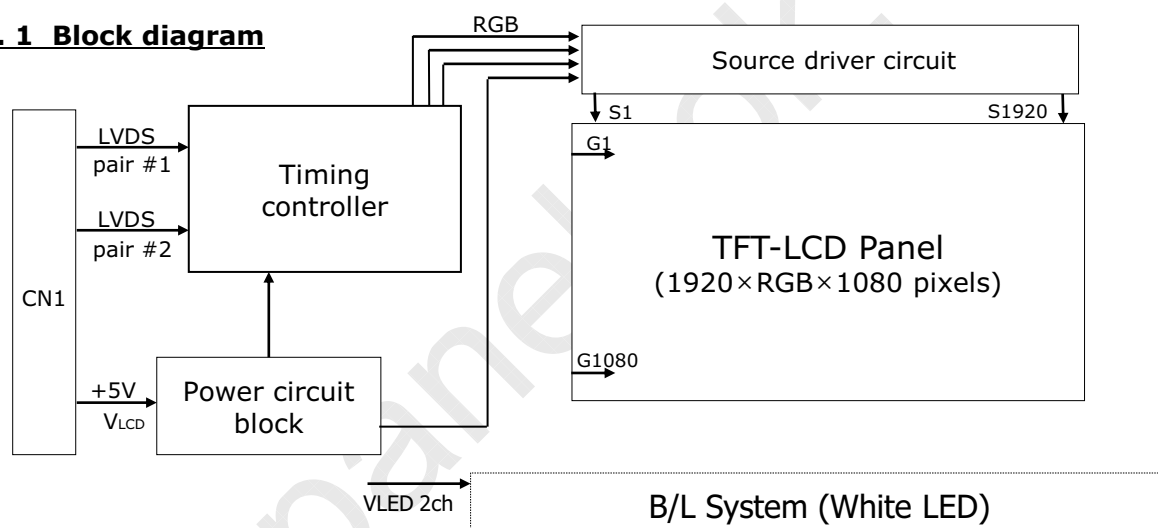 . 1 Block diagram
RGB
Source driver circuit
S1
S1920
CN1
LVDS
pair #1
LVDS
pair #2
Timing
controller
G1
TFT-LCD Panel
(1920×RGB×1080 pixels)
G1080
+5V
VLCD
Power circuit
block
VLED 2ch
B/L System (White LED)